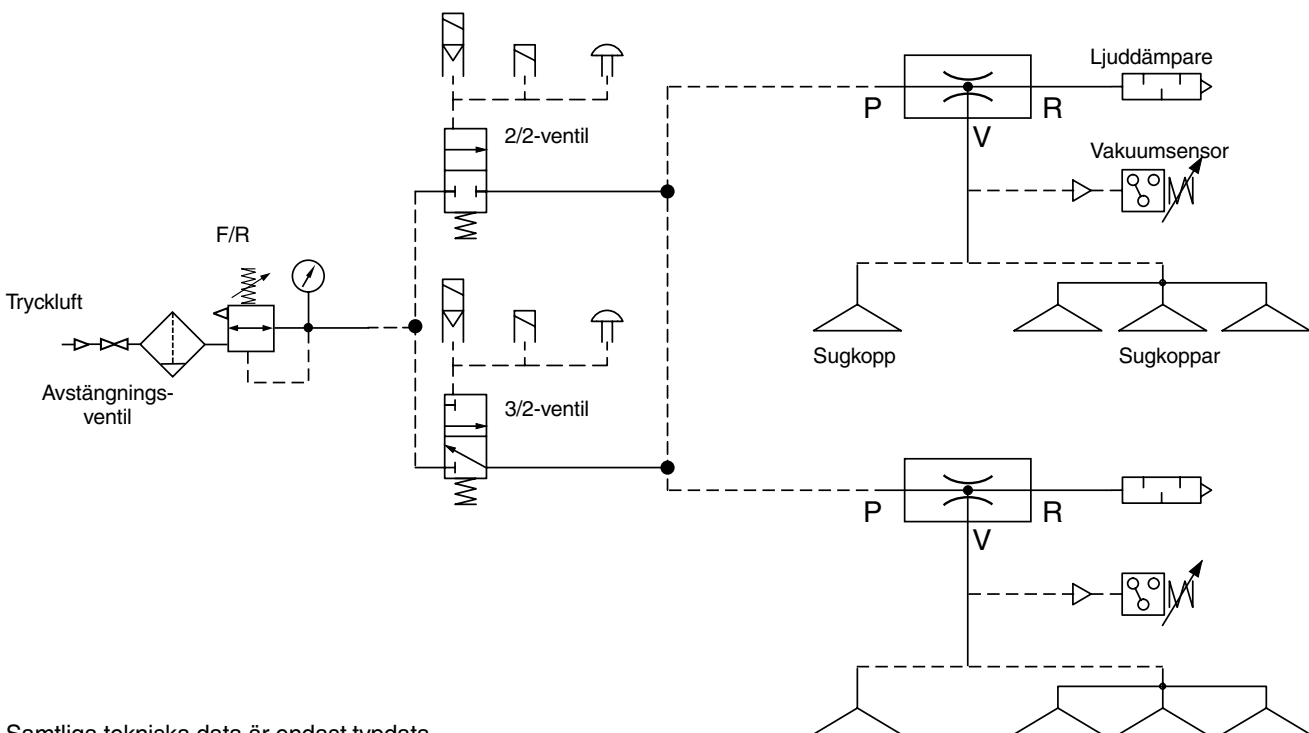 Ljuddämpare
2/2-ventil
P
R
V
Vakuumsensor
F/R
Tryckluft
Sugkopp
Sugkoppar
Avstängnings-
ventil
3/2-ventil
P
R
V
Samtliga tekniska data är endast typdata